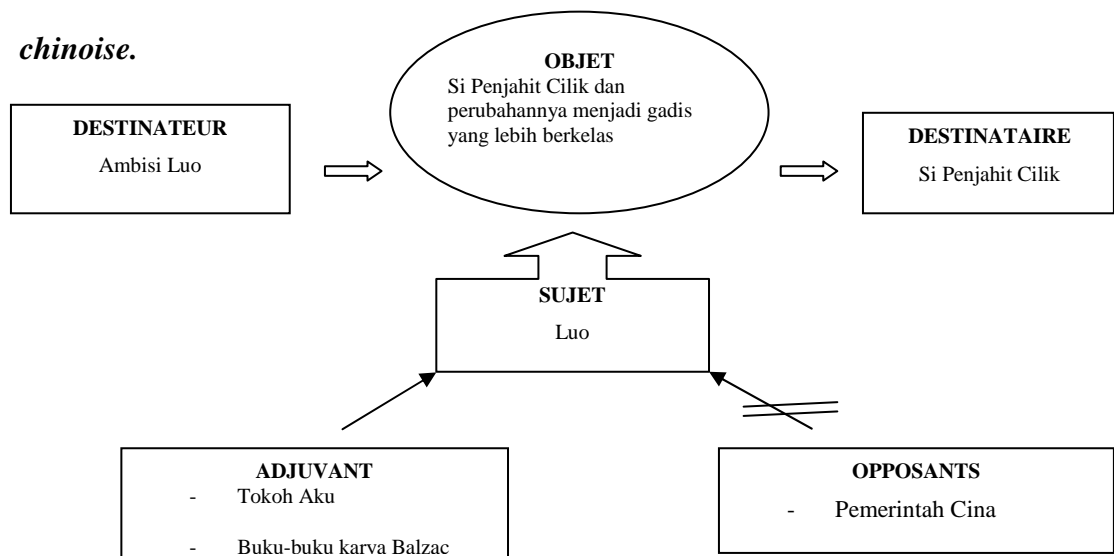 chinoise.
OBJET
Si Penjahit Cilik dan
perubahannya menjadi gadis
yang lebih berkelas
DESTINATEUR
Ambisi Luo
DESTINATAIRE
Si Penjahit Cilik
SUJET
Luo
ADJUVANT
- Tokoh Aku
- Buku-buku karya Balzac
OPPOSANTS
- Pemerintah Cina